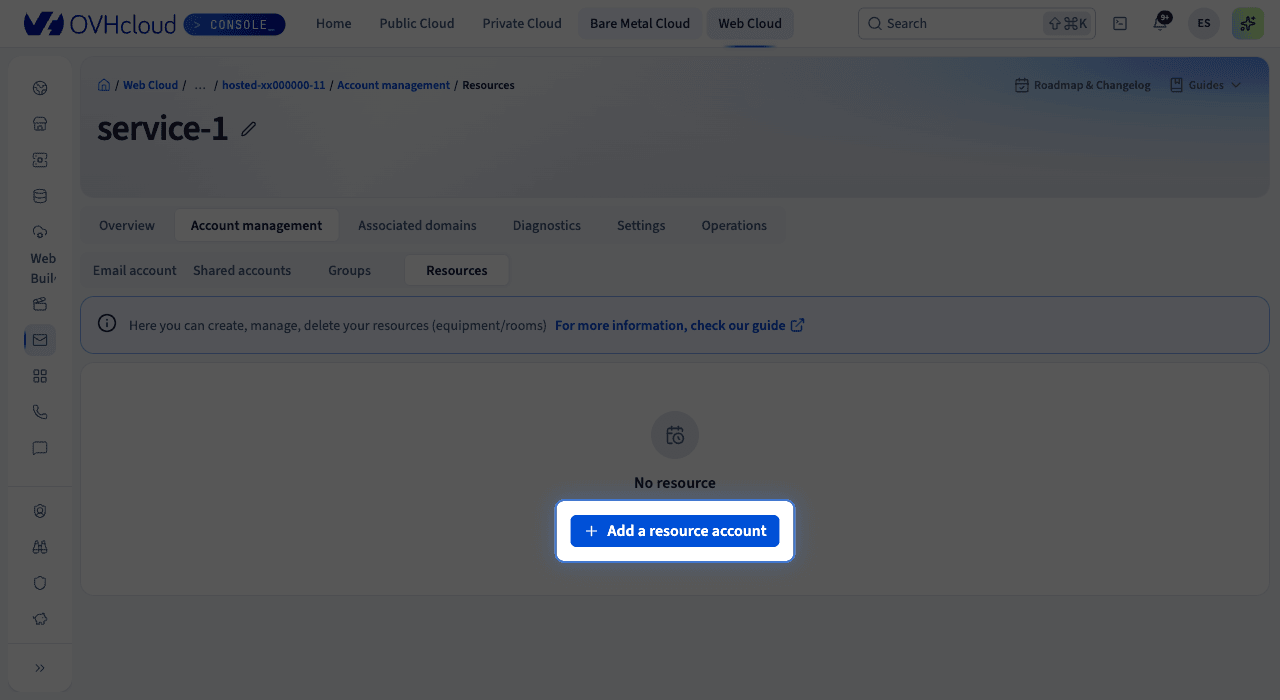 OVHcloud > CONSOLE_ Home Public Cloud Private Cloud Bare Metal Cloud Web Cloud Search ⇧⌘K 9+ ES
/ Web Cloud / ... / hosted-xx000000-11 / Account management / Resources Roadmap & Changelog Guides
service-1
Overview Account management Associated domains Diagnostics Settings Operations
Web
Buil
Email account Shared accounts Groups Resources
Here you can create, manage, delete your resources (equipment/rooms) For more information, check our guide
No resource
+ Add a resource account